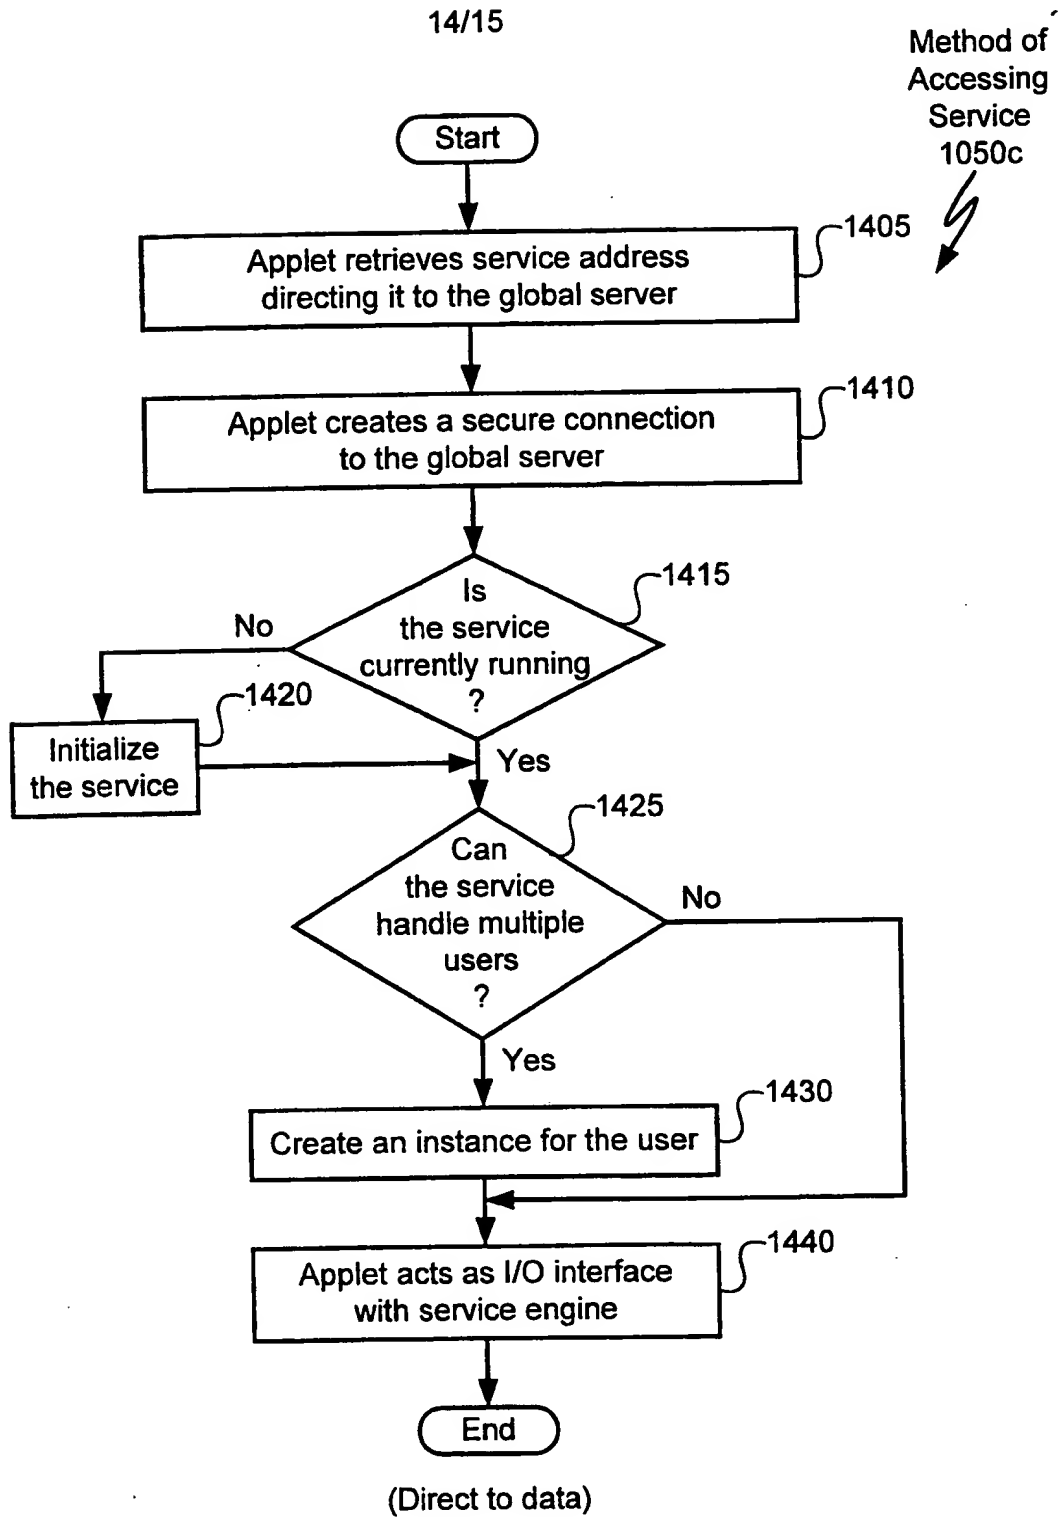 14/15
Method of
Accessing
Service
1050c
Start
1405
Applet retrieves service address
directing it to the global server
1410
Applet creates a secure connection
to the global server
1415
Is
the service
currently running
?
No
1420
Initialize
the service
Yes
1425
Can
the service
handle multiple
users
?
No
Yes
1430
Create an instance for the user
1440
Applet acts as I/O interface
with service engine
End
(Direct to data)